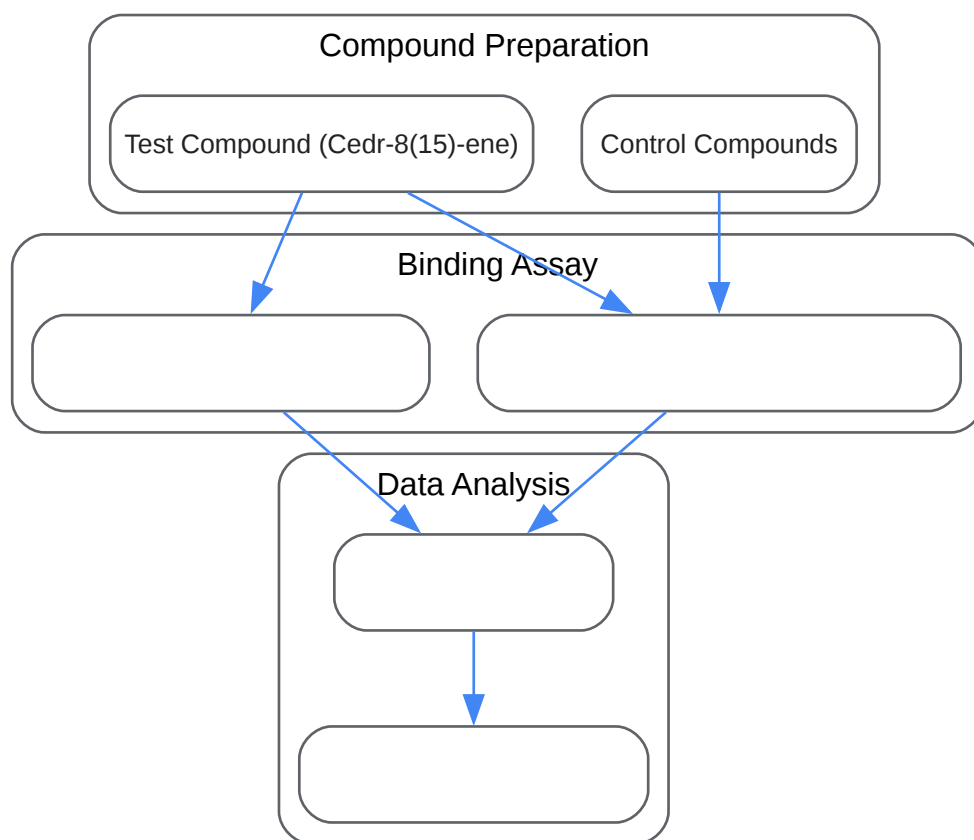 Compound Preparation
Test Compound (Cedr-8(15)-ene)
Control Compounds
Binding Assay
Data Analysis